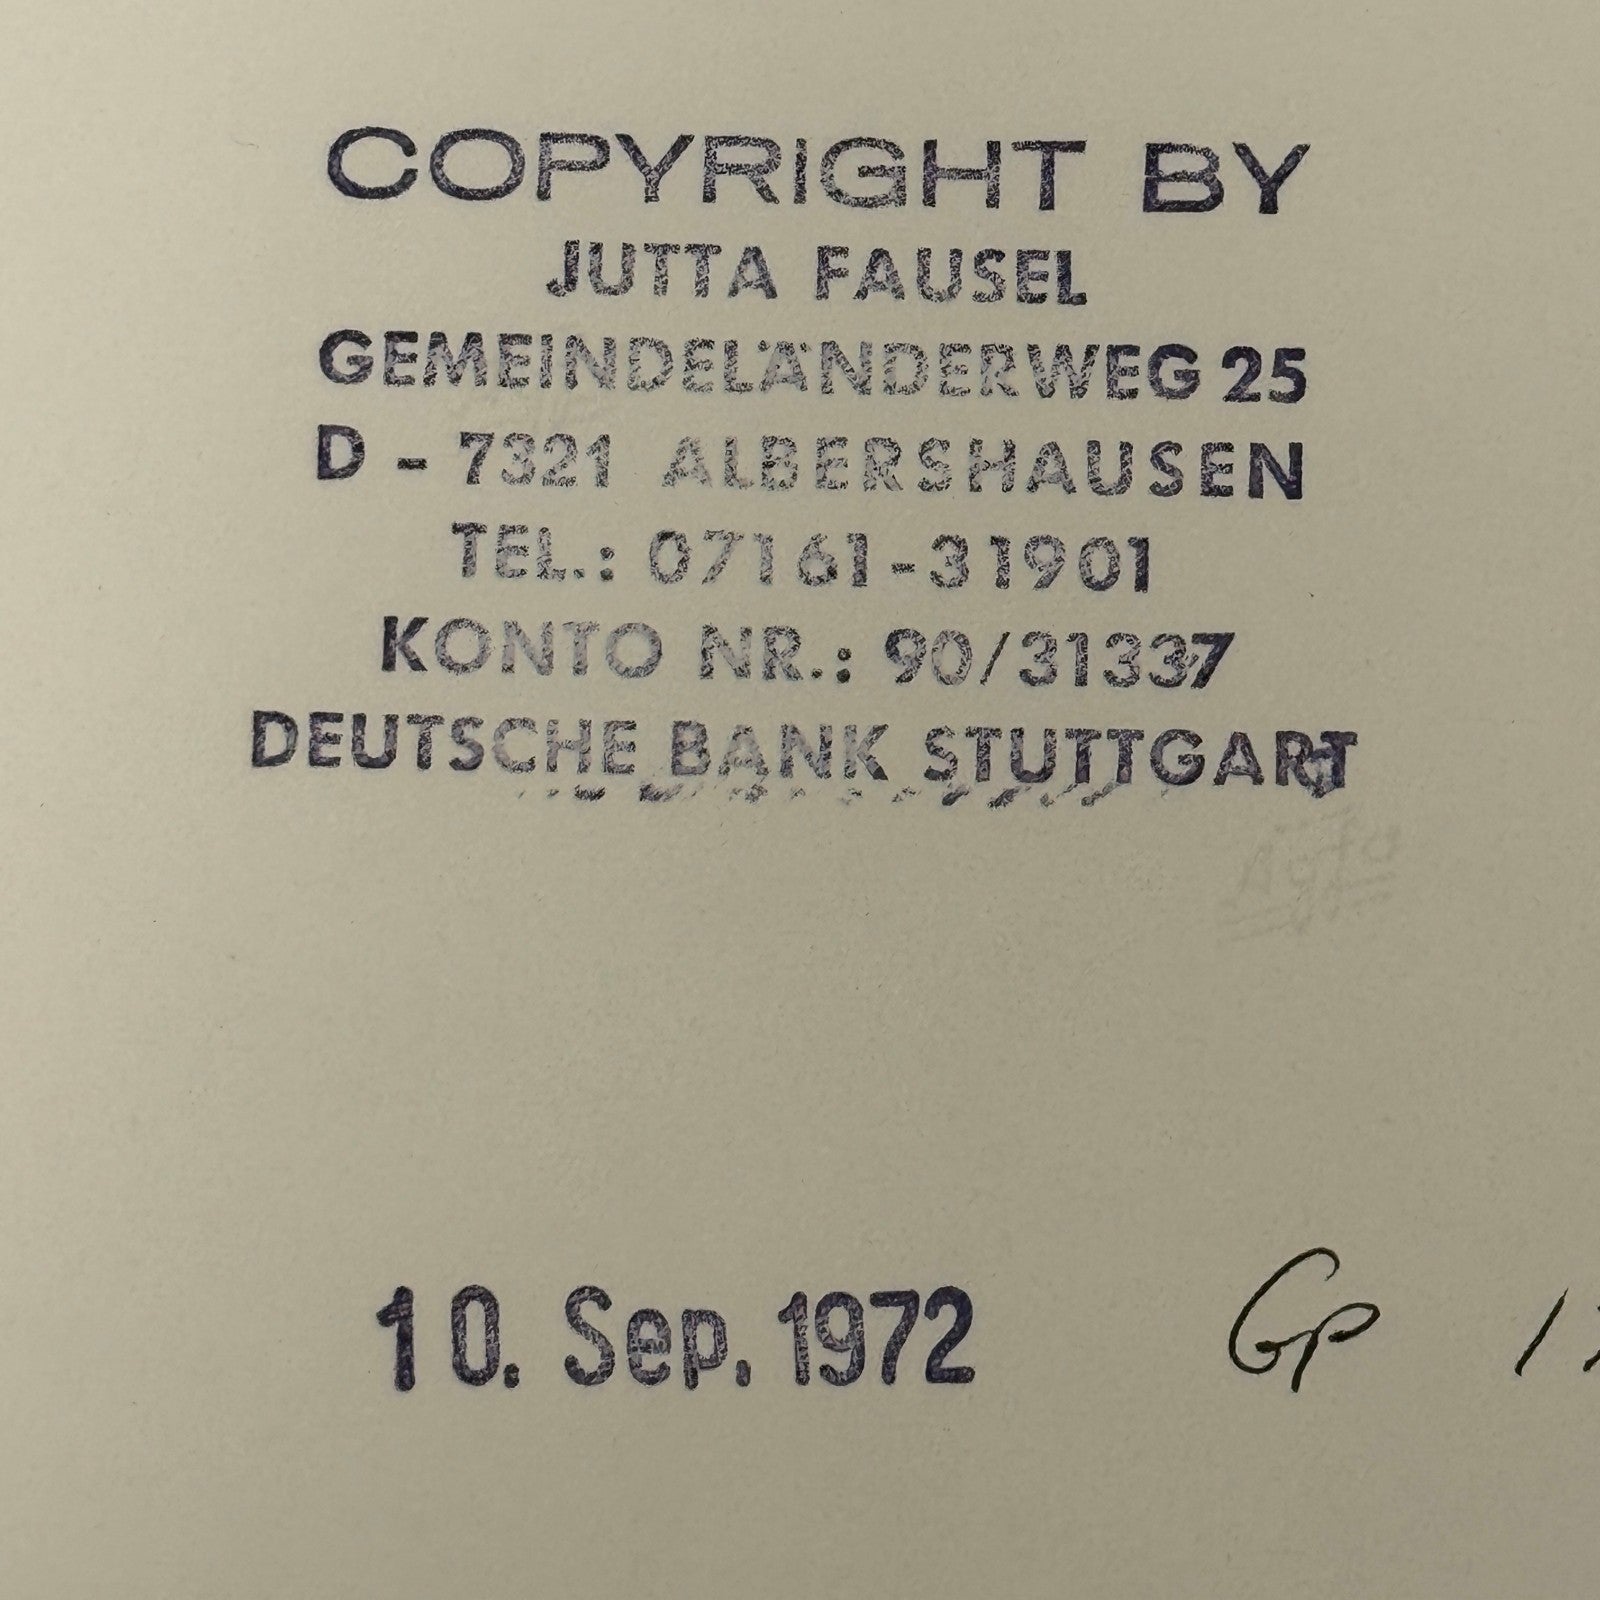 COPYRIGHT BY
JUTTA FAUSEL
GEMEINDELÄNDERWEG 25
D - 7321 ALBERSHAUSEN
TEL.: 07161-31901
KONTO NR.: 90/31337
DEUTSCHE BANK STUTTGART
10. Sep. 1972 GP